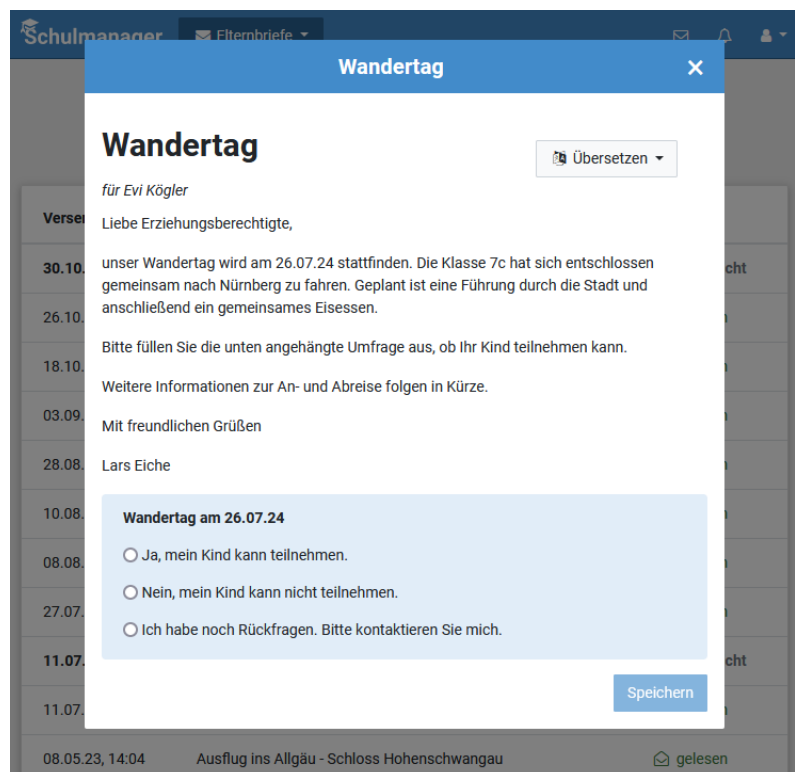 Schulmanager Elternbriefe
Wandertag
Wandertag
Übersetzen
für Evi Kögler
Liebe Erziehungsberechtigte,
unser Wandertag wird am 26.07.24 stattfinden. Die Klasse 7c hat sich entschlossen
gemeinsam nach Nürnberg zu fahren. Geplant ist eine Führung durch die Stadt und
anschließend ein gemeinsames Eisessen.
Bitte füllen Sie die unten angehängte Umfrage aus, ob Ihr Kind teilnehmen kann.
Weitere Informationen zur An- und Abreise folgen in Kürze.
Mit freundlichen Grüßen
Lars Eiche
Wandertag am 26.07.24
Ja, mein Kind kann teilnehmen.
Nein, mein Kind kann nicht teilnehmen.
Ich habe noch Rückfragen. Bitte kontaktieren Sie mich.
Speichern
30.10.
26.10.
18.10.
03.09.
28.08.
10.08.
08.08.
27.07.
11.07.
11.07.
08.05.23, 14:04 Ausflug ins Allgäu - Schloss Hohenschwangau gelesen